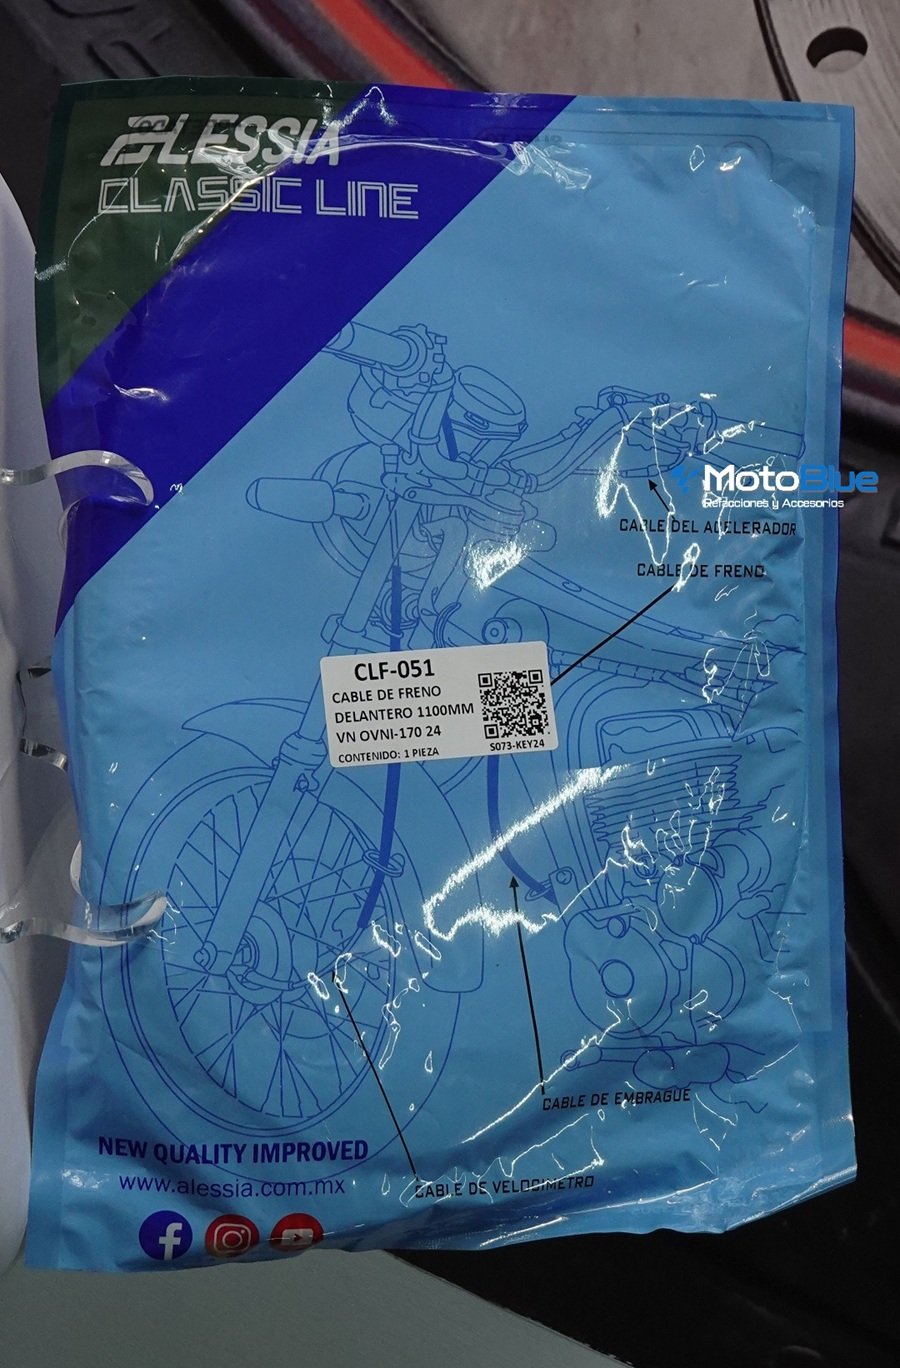 ALESSIA
CLASSIC LINE
MotoBlue
Refacciones y Accesorios
CABLE DEL ACELERADOR
CABLE DE FRENO
CLF-051
CABLE DE FRENO
DELANTERO 1100MM
VN OVNI-170 24
CONTENIDO: 1 PIEZA
S073-KEY24
CABLE DE EMBRAGUE
NEW QUALITY IMPROVED
www.alessia.com.mx
CABLE DE VELOCIMETRO